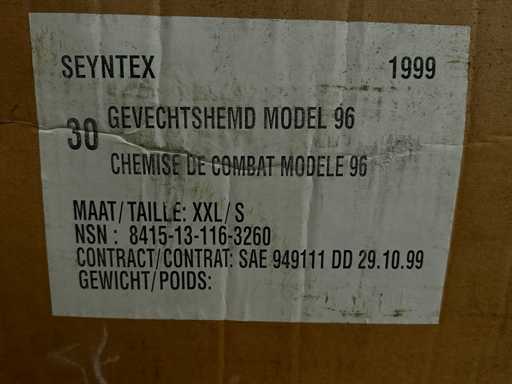 SEYNTEX 1999
30 GEVECHTSHEMD MODEL 96
CHEMISE DE COMBAT MODELE 96
MAAT/TAILLE: XXL/S
NSN : 8415-13-116-3260
CONTRACT/CONTRAT: SAE 949111 DD 29.10.99
GEWICHT/POIDS: